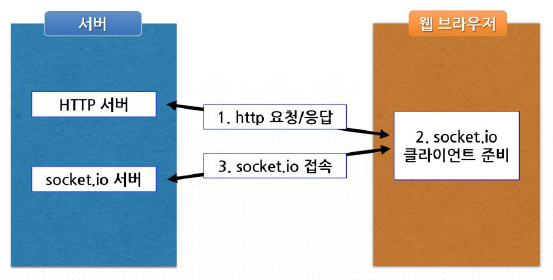 서버
웹 브라우저
HTTP 서버
1. http 요청/응답
2. socket.io
클라이언트 준비
3. socket.io 접속
socket.io 서버